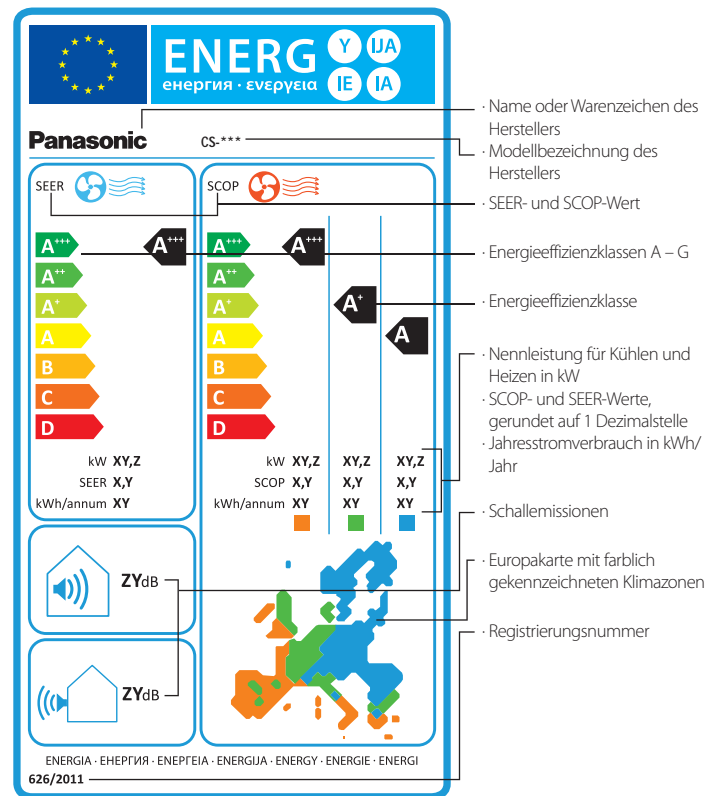 ENERG Y IJA
енергия · ενεργεια IE IA
Panasonic CS-***
· Name oder Warenzeichen des
Herstellers
· Modellbezeichnung des
Herstellers
SEER SCOP
· SEER- und SCOP-Wert
A+++ A+++ A+++ A+++
· Energieeffizienzklassen A – G
A++ A++
A+ A+ A+
· Energieeffizienzklasse
A A A
B B
C C
D D
· Nennleistung für Kühlen und
Heizen in kW
· SCOP- und SEER-Werte,
gerundet auf 1 Dezimalstelle
· Jahresstromverbrauch in kWh/
Jahr
kW XY,Z kW XY,Z XY,Z XY,Z
SEER X,Y SCOP X,Y X,Y X,Y
kWh/annum XY kWh/annum XY XY XY
· Schallemissionen
· Europakarte mit farblich
gekennzeichneten Klimazonen
ZYdB
· Registrierungsnummer
ZYdB
ENERGIA · ЕНЕРГИЯ · ΕΝΕΡΓΕΙΑ · ENERGIJA · ENERGY · ENERGIE · ENERGI
626/2011